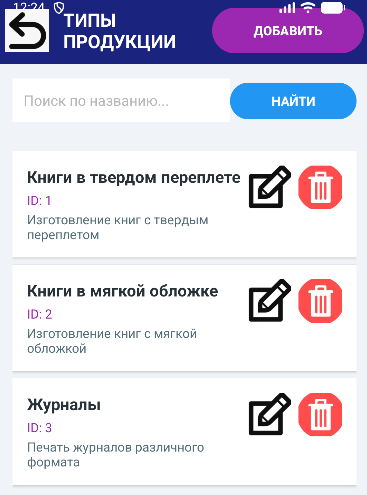 12:24
ТИПЫ
ПРОДУКЦИИ
ДОБАВИТЬ
Поиск по названию...
НАЙТИ
Книги в твердом переплете
ID: 1
Изготовление книг с твердым
переплетом
Книги в мягкой обложке
ID: 2
Изготовление книг с мягкой
обложкой
Журналы
ID: 3
Печать журналов различного
формата